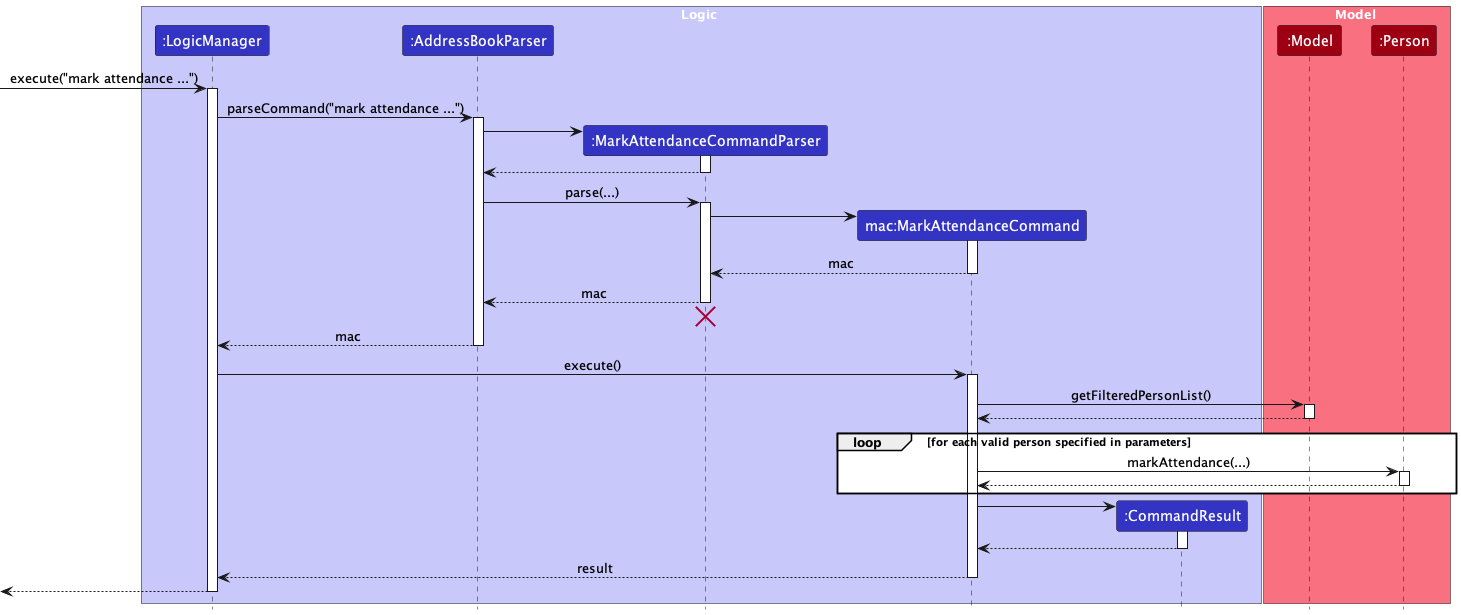 Logic
Model
:LogicManager
:AddressBookParser
:Model
:Person
execute("mark attendance ...")
parseCommand("mark attendance ...")
:MarkAttendanceCommandParser
parse(...)
mac:MarkAttendanceCommand
mac
mac
mac
execute()
getFilteredPersonList()
loop
[for each valid person specified in parameters]
markAttendance(...)
:CommandResult
result